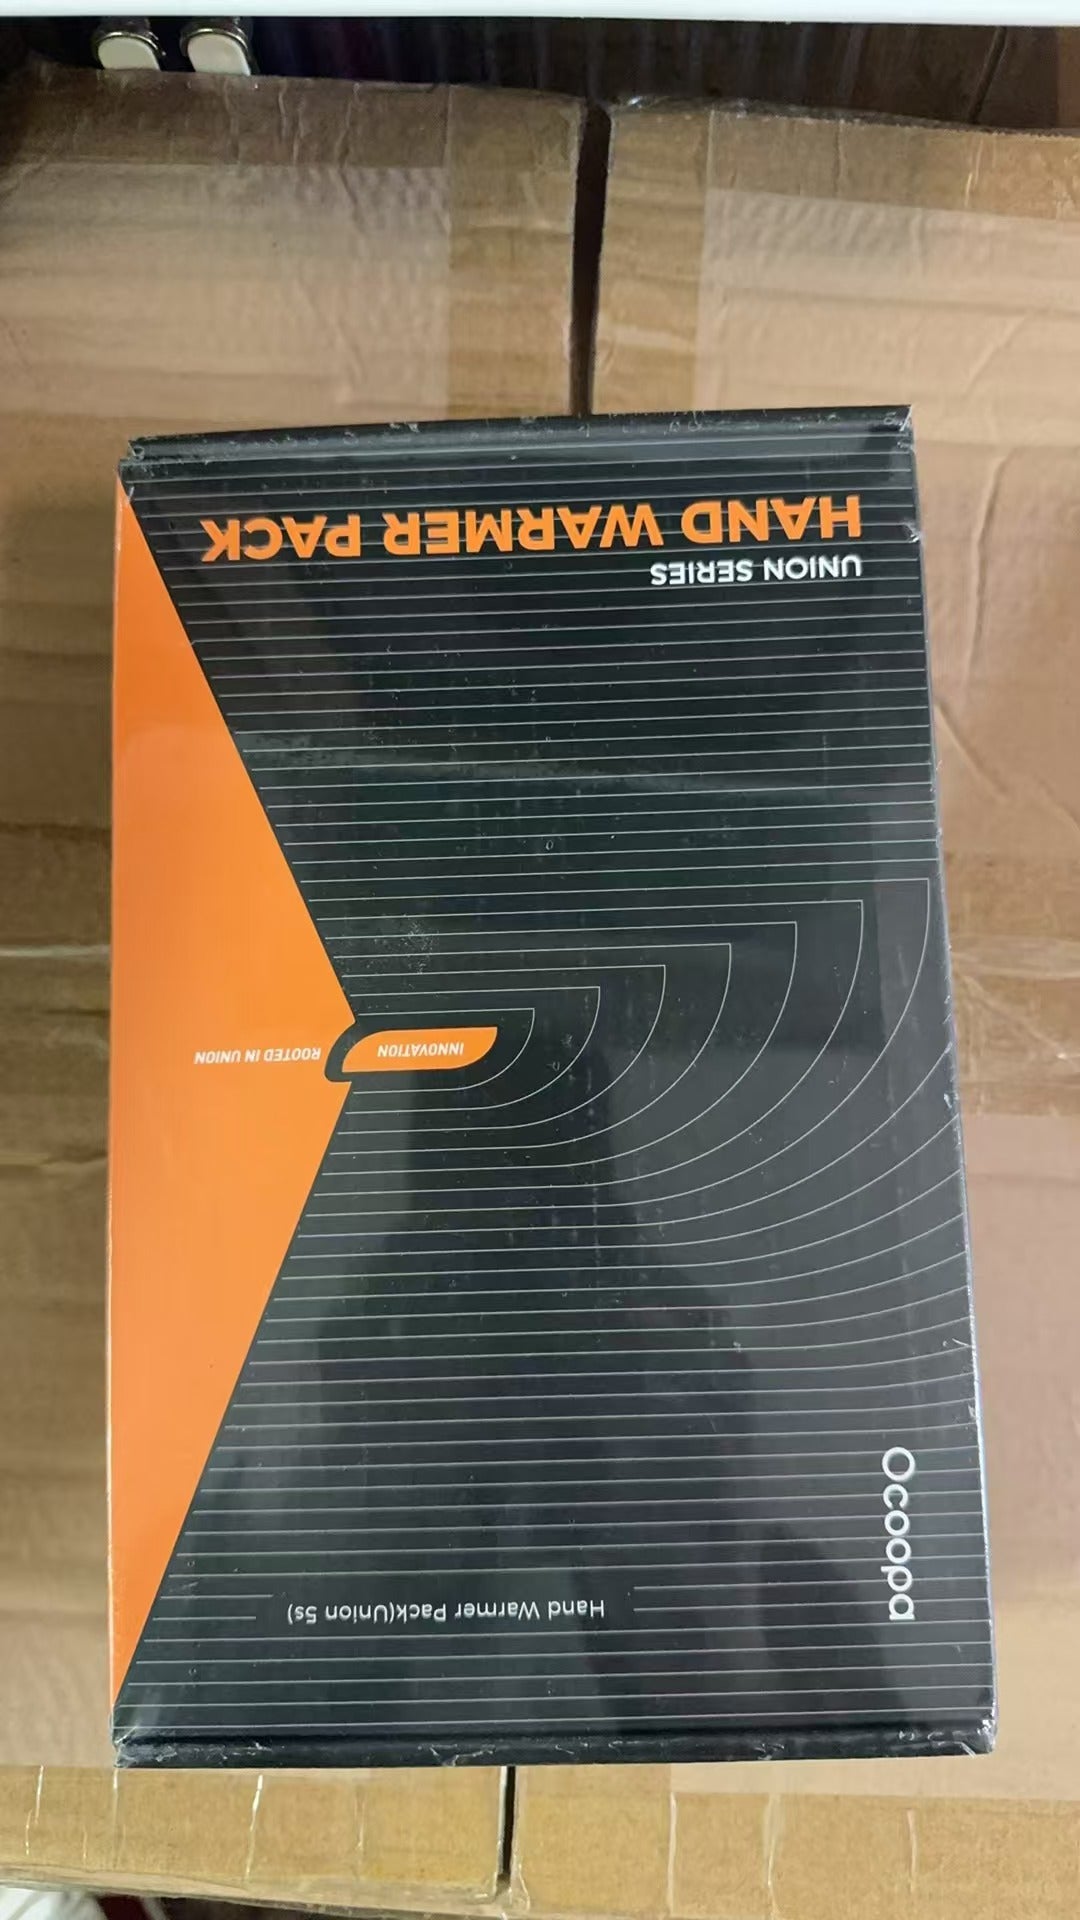 Ocoopa
Hand Warmer Pack(Union 5s)
INNOVATION
ROOTED IN UNION
UNION SERIES
HAND WARMER PACK